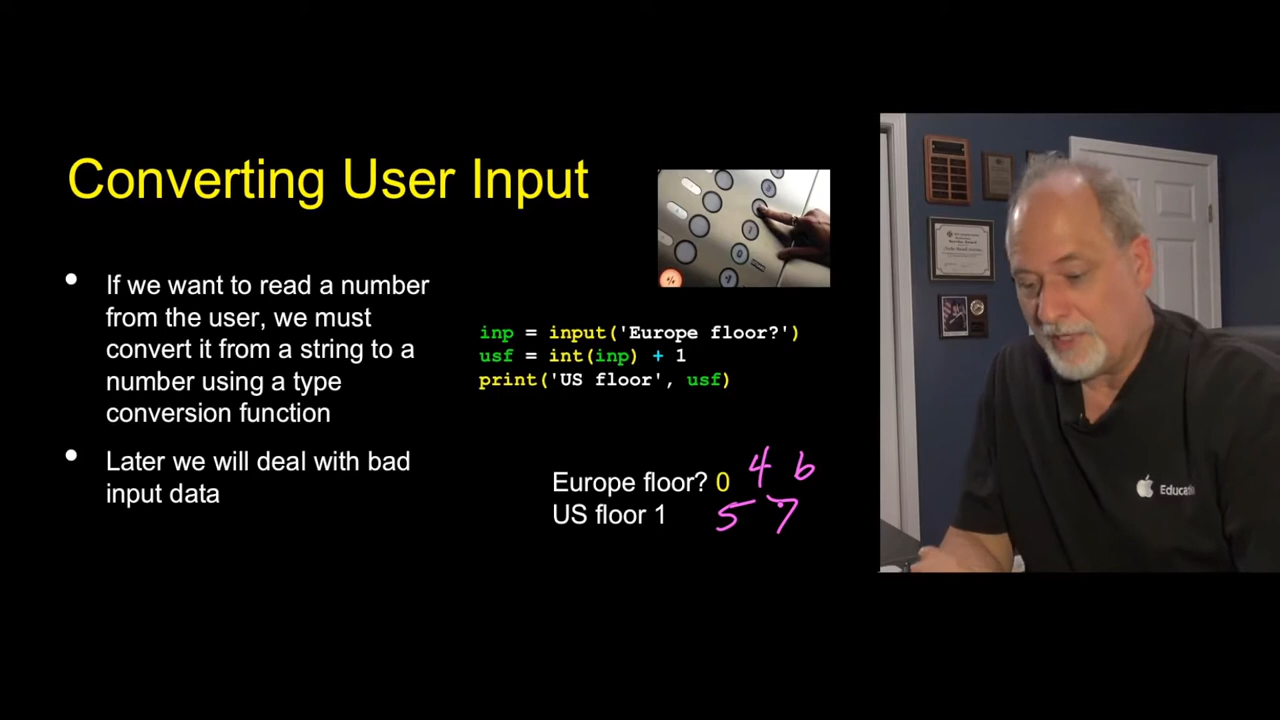 Converting User Input
• If we want to read a number
from the user, we must
convert it from a string to a
number using a type
conversion function
• Later we will deal with bad
input data
inp = input('Europe floor?')
usf = int(inp) + 1
print('US floor', usf)
Europe floor? 0 4 6
US floor 1 5 7
Education